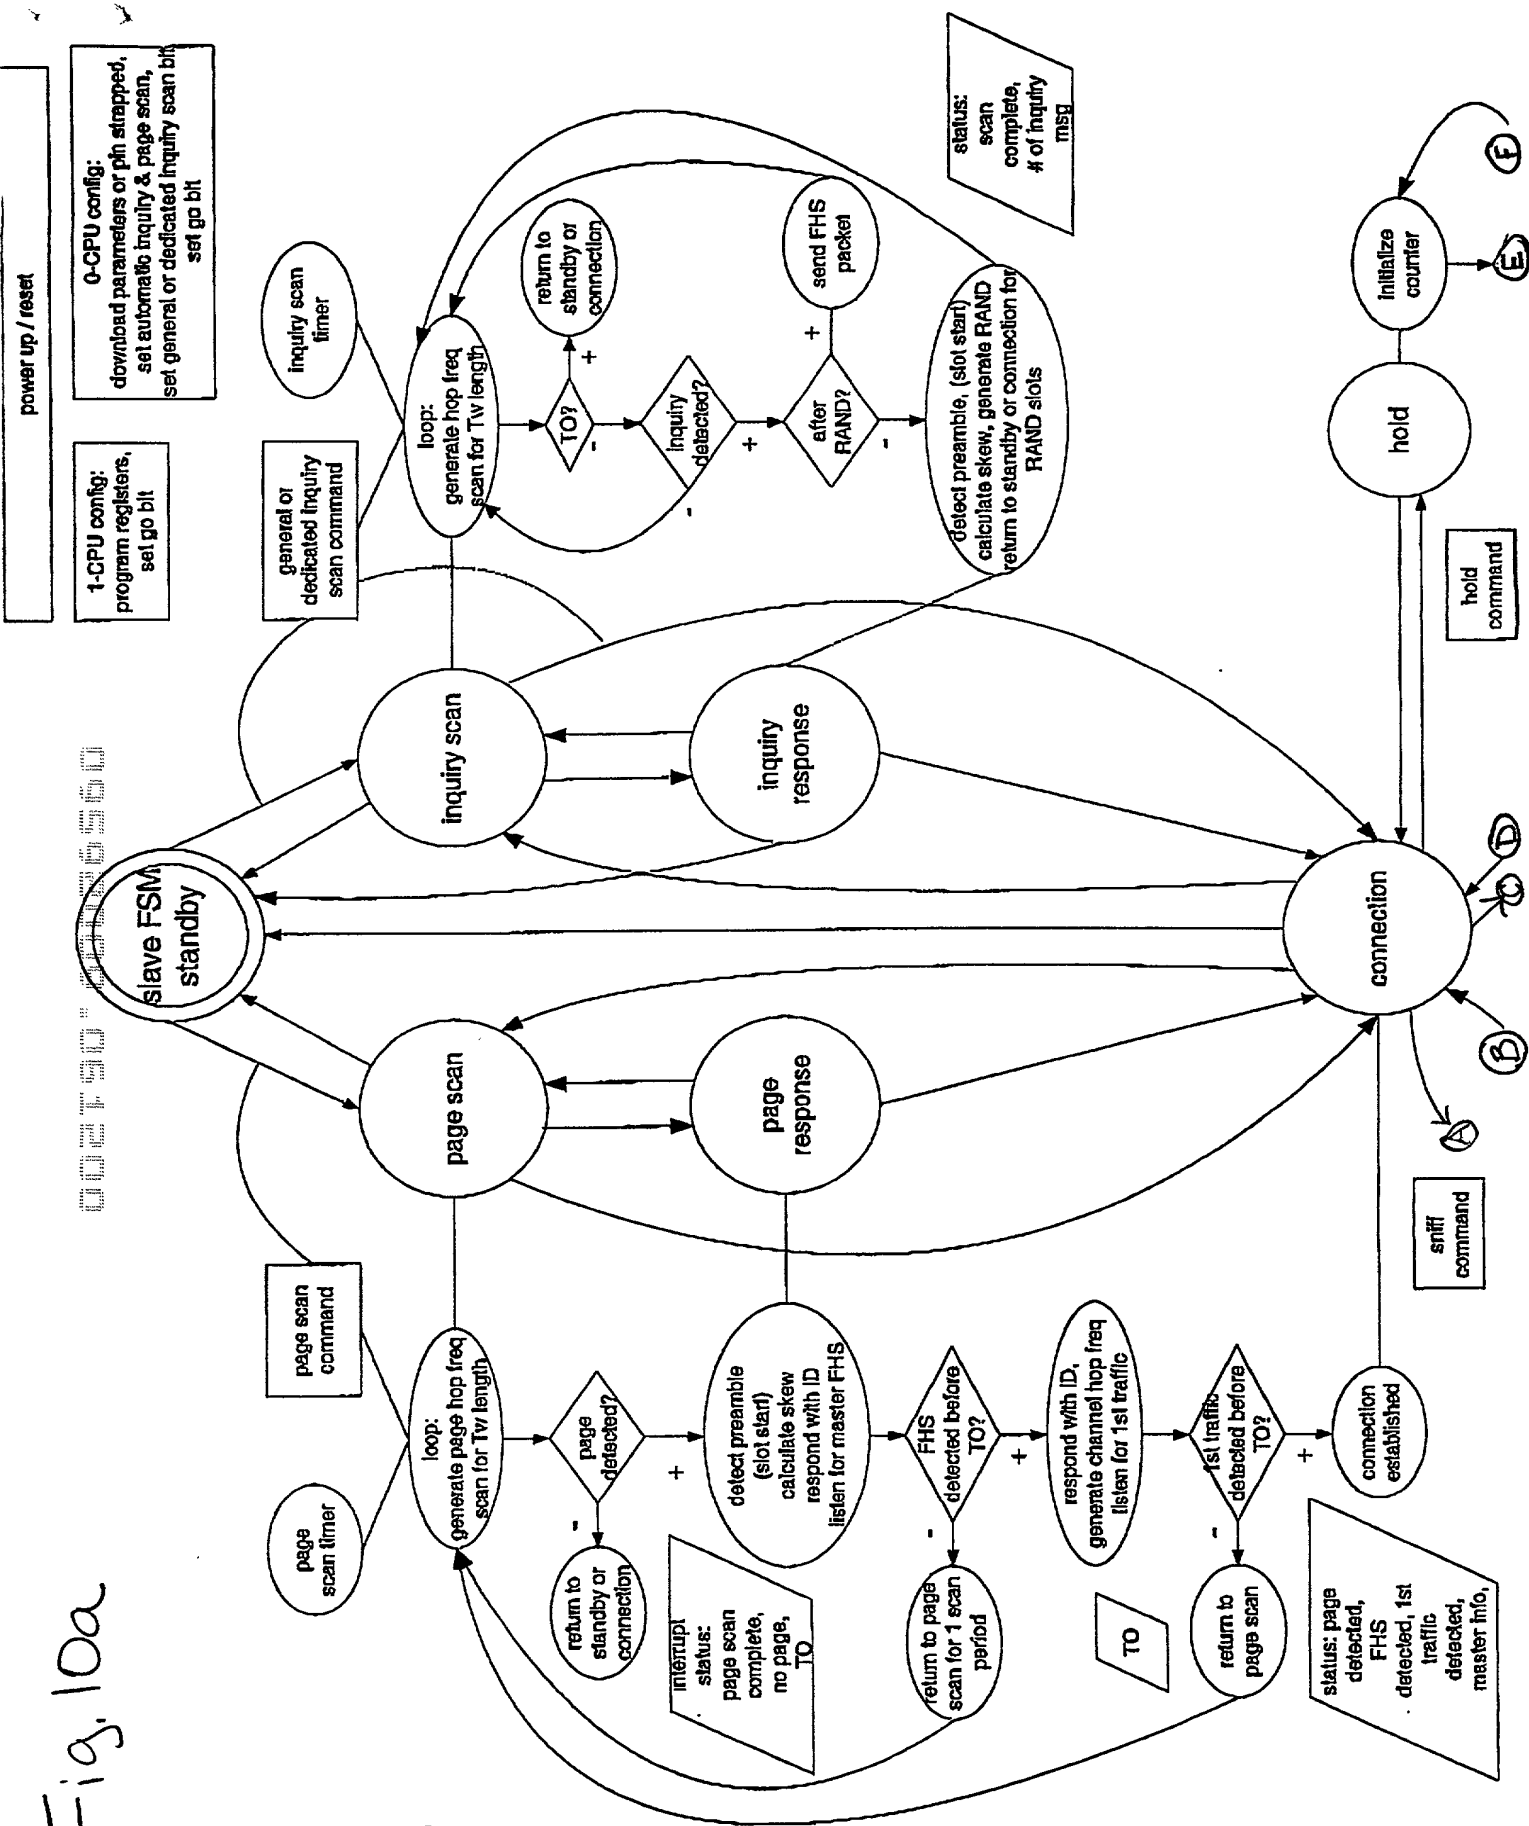 Fig. 10a
power up / reset
1-CPU config:
program registers,
set go bit
0-CPU config:
download parameters or pin strapped,
set automatic inquiry & page scan,
set general or dedicated inquiry scan bit
set go bit
slave FSM
standby
page
scan timer
page scan
command
general or
dedicated inquiry
scan command
inquiry scan
timer
loop:
generate page hop freq
scan for Tw length
page scan
inquiry scan
loop:
generate hop freq
scan for Tw length
return to
standby or
connection
-
page
detected?
+
TO?
+
-
return to
standby or
connection
inquiry
detected?
-
+
interrupt
status:
page scan
complete,
no page,
TO
detect preamble
(slot start)
calculate skew
respond with ID
listen for master FHS
page
response
inquiry
response
after
RAND?
+
-
send FHS
packet
return to page
scan for 1 scan
period
-
FHS
detected before
TO?
+
detect preamble, (slot start)
calculate skew, generate RAND
return to standby or connection for
RAND slots
status:
scan
complete,
# of inquiry
msg
TO
respond with ID,
generate channel hop freq
listen for 1st traffic
return to
page scan
-
1st traffic
detected before
TO?
+
status: page
detected,
FHS
detected, 1st
traffic
detected,
master info,
connection
established
connection
hold
initialize
counter
sniff
command
hold
command
A
B
C
D
E
F